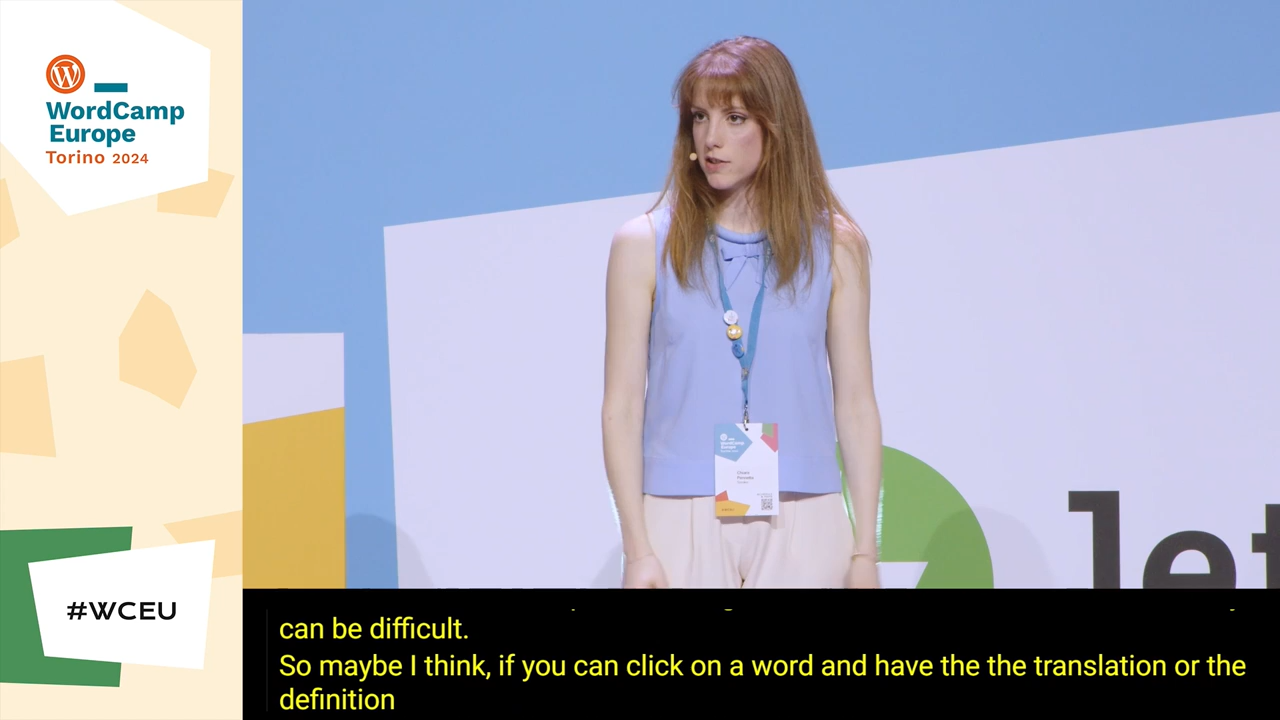 WordCamp
Europe
Torino 2024
#WCEU
Jet
can be difficult.
So maybe I think, if you can click on a word and have the the translation or the
definition